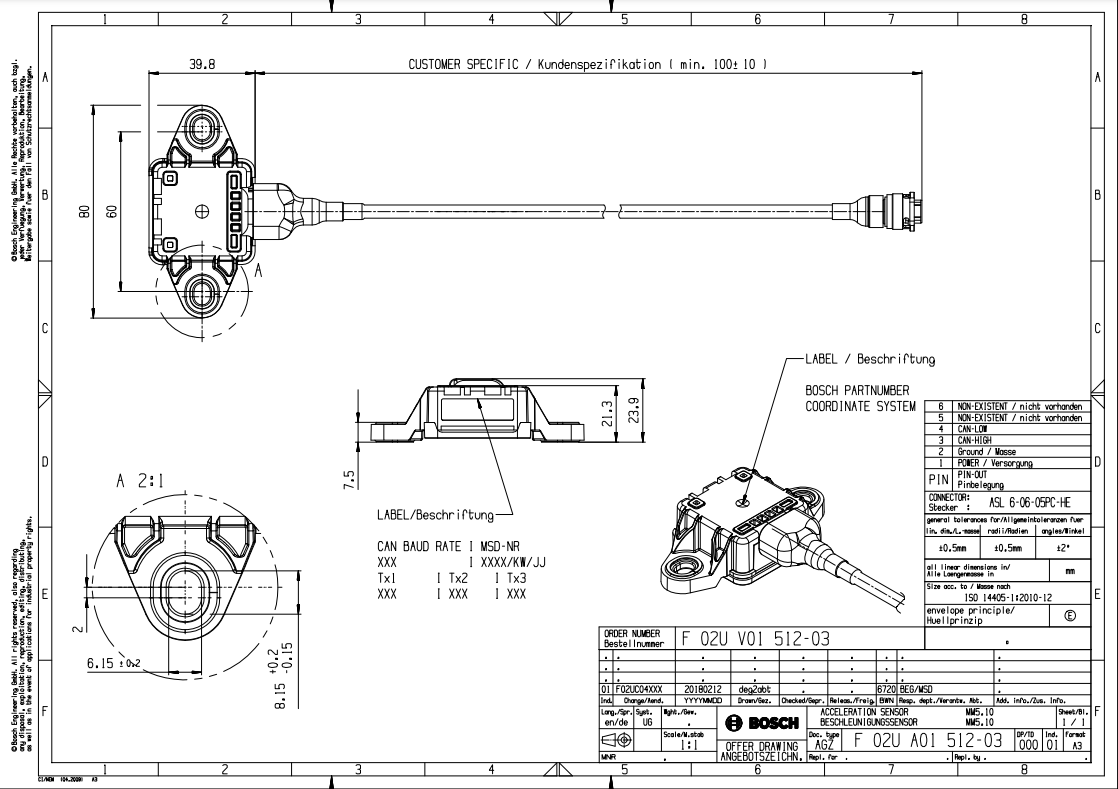 1 2 3 4 5 6 7 8
A
B
C
D
E
F
A
B
C
D
E
F
©Bosch Engineering GmbH. Alle Rechte vorbehalten, auch bzgl.
jeder Verfuegung, Verwertung, Reproduktion, Bearbeitung,
Weitergabe sowie fuer den Fall von Schutzrechtsanmeldungen.
39.8
CUSTOMER SPECIFIC / Kundenspezifikation ( min. 100± 10 )
80
60
A
LABEL / Beschriftung
BOSCH PARTNUMBER
COORDINATE SYSTEM
21.3
23.9
7.5
A 2:1
LABEL/Beschriftung
CAN BAUD RATE I MSD-NR
XXX I XXXX/KW/JJ
Tx1 I Tx2 I Tx3
XXX I XXX I XXX
2
6.15 ±0.2
8.15 +0.2 -0.15
©Bosch Engineering GmbH. All rights reserved, also regarding
any disposal, exploitation, reproduction, editing, distributing,
as well as in the event of applications for industrial property rights.
6 NON-EXISTENT / nicht vorhanden
5 NON-EXISTENT / nicht vorhanden
4 CAN-LOW
3 CAN-HIGH
2 Ground / Masse
1 POWER / Versorgung
PIN PIN-OUT
Pinbelegung
CONNECTOR:
Stecker : ASL 6-06-05PC-HE
general tolerances for/Allgemeintoleranzen fuer
lin. dim./L.-masse radii/Radien angles/Winkel
±0.5mm ±0.5mm ±2°
all linear dimensions in/
Alle Laengenmasse in mm
Size acc. to / Masse nach
ISO 14405-1:2010-12
envelope principle/
Huellprinzip Ⓔ
ORDER NUMBER
Bestellnummer F 02U V01 512-03
01 F02UC04XXX 20180212 deg2abt 6720 BEG/MSD
Ind. Change/Aend. YYYYMMDD Drawn/Gez. Checked/Gepr. Release/Freig. BWN Resp. dept./Verantw. Abt. Add. info./Zus. Info.
Lang./Spr. Syst. Wght./Gew. BOSCH ACCELERATION SENSOR MM5.10 Sheet/Bl.
en/de UG BESCHLEUNIGUNGSSENSOR MM5.10 1 / 1
Scale/M.stab
1:1
OFFER DRAWING
ANGEBOTSZEICHN.
Doc. type
AGZ F 02U A01 512-03
DP/TD
000
Ind.
01
Format
A3
MNR Repl. for . Repl. by .
1 2 3 4 5 6 7 8